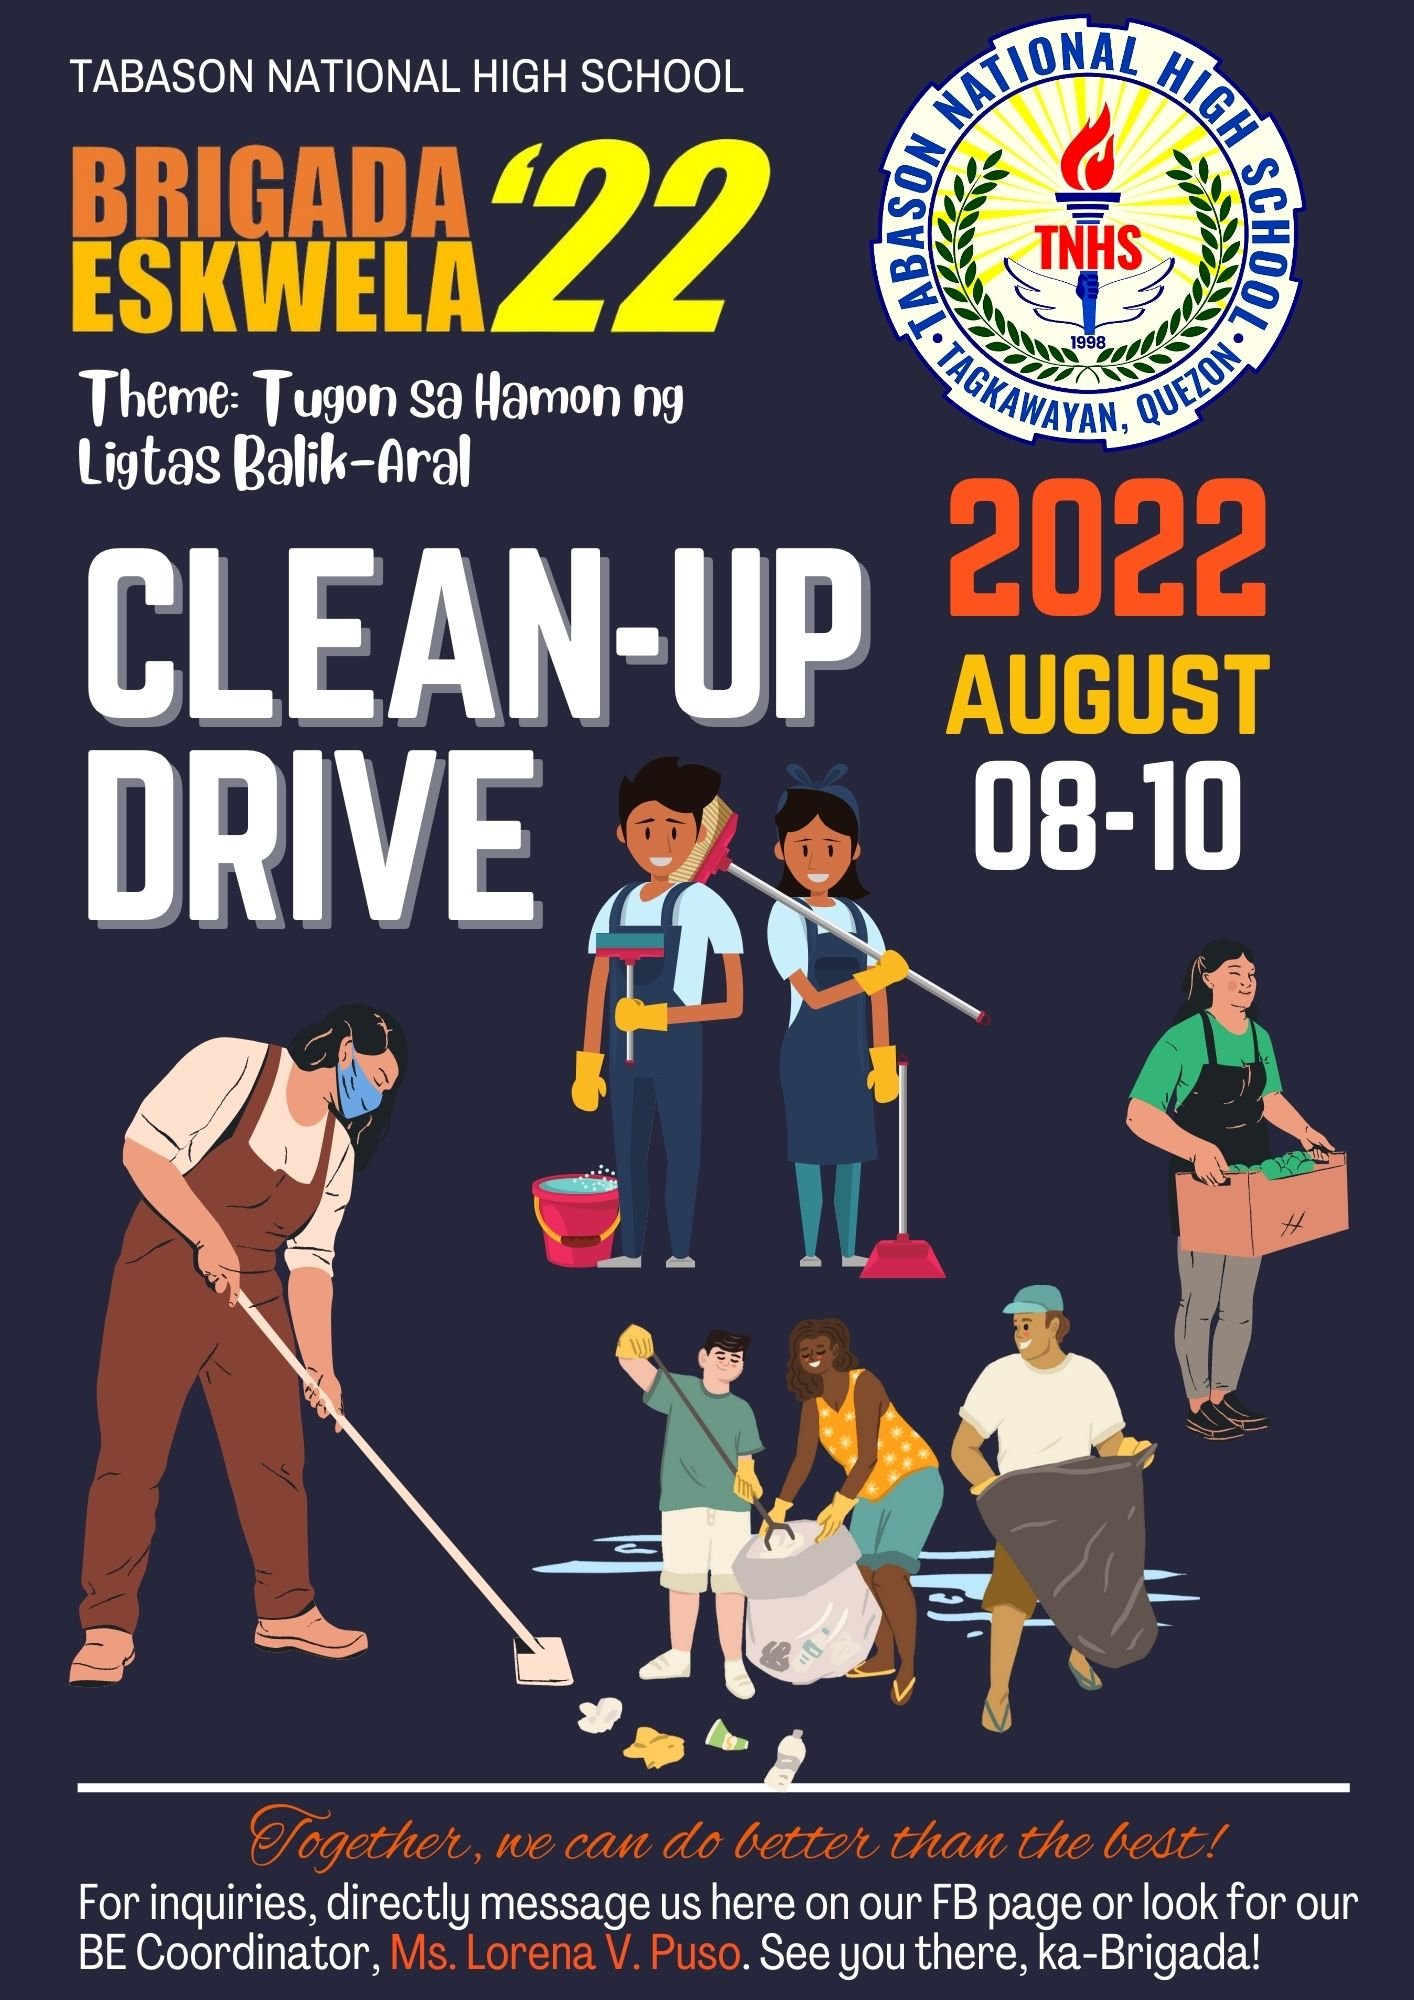 TABASON NATIONAL HIGH SCHOOL
BRIGADA
ESKWELA '22
Theme: Tugon sa Hamon ng
Ligtas Balik-Aral
TABASON NATIONAL HIGH SCHOOL
TNHS
1998
TAGKAWAYAN, QUEZON
2022
AUGUST
08-10
CLEAN-UP
DRIVE
Together, we can do better than the best!
For inquiries, directly message us here on our FB page or look for our
BE Coordinator, Ms. Lorena V. Puso. See you there, ka-Brigada!